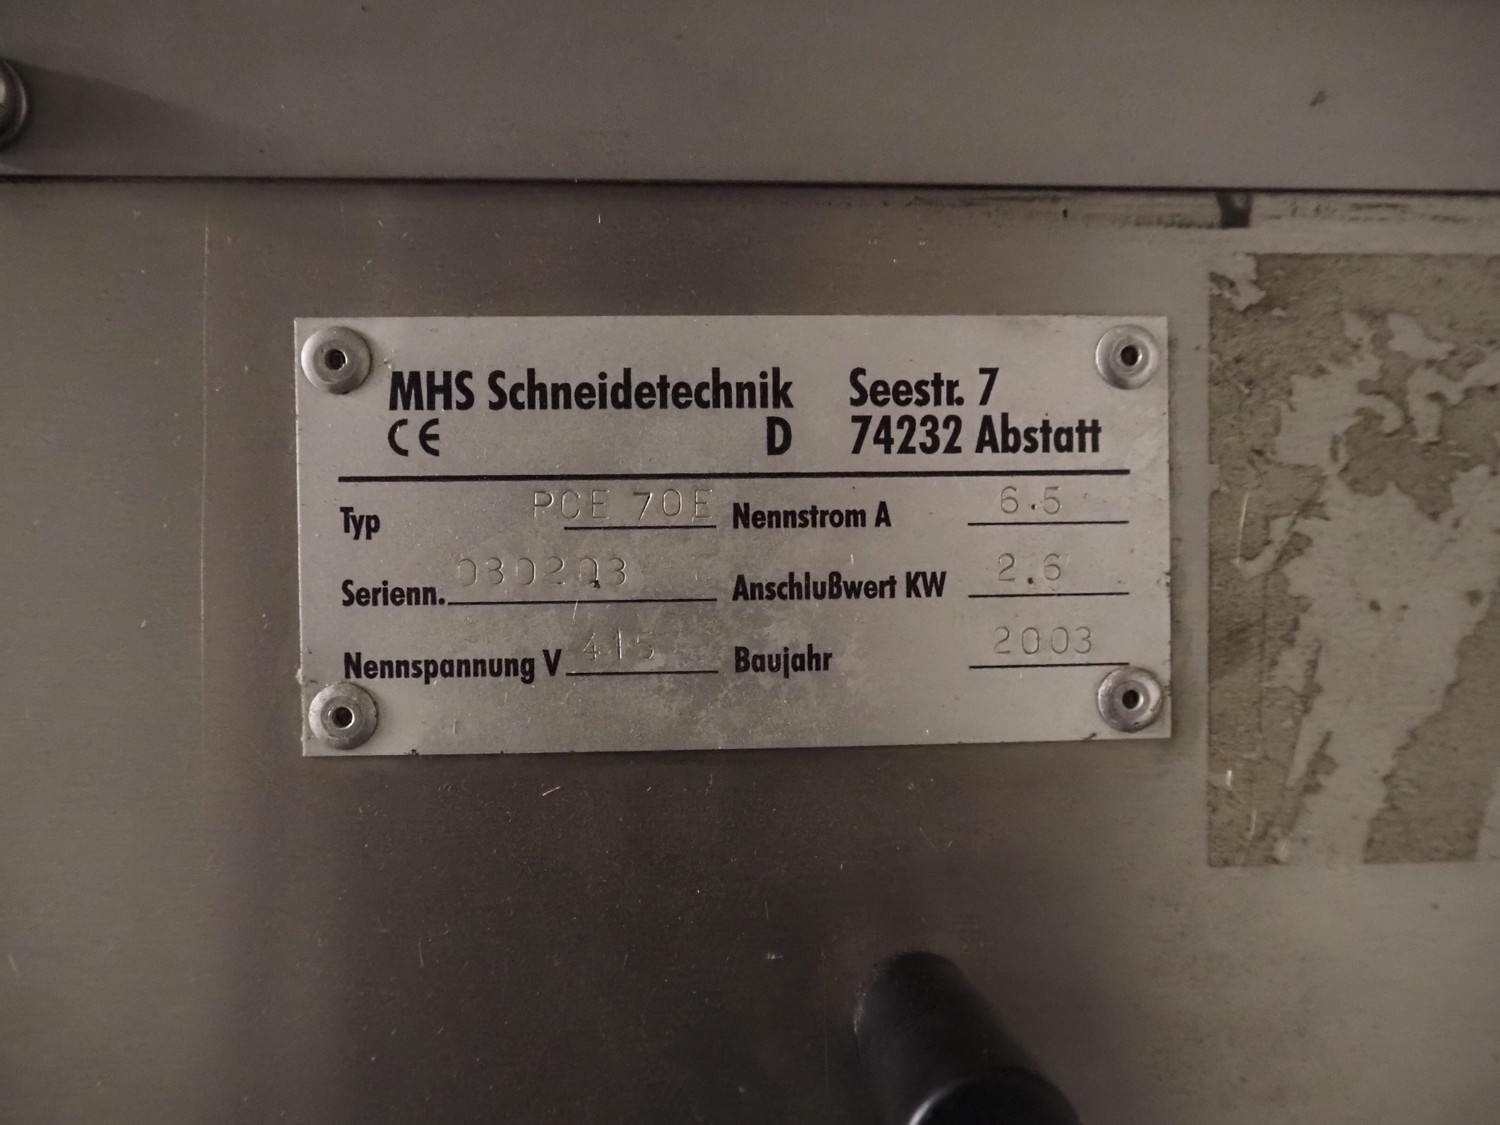 MHS Schneidetechnik Seestr. 7
CE D 74232 Abstatt
Typ PCE 70E Nennstrom A 6.5
Serienn. 030203 Anschlußwert KW 2.6
Nennspannung V 415 Baujahr 2003